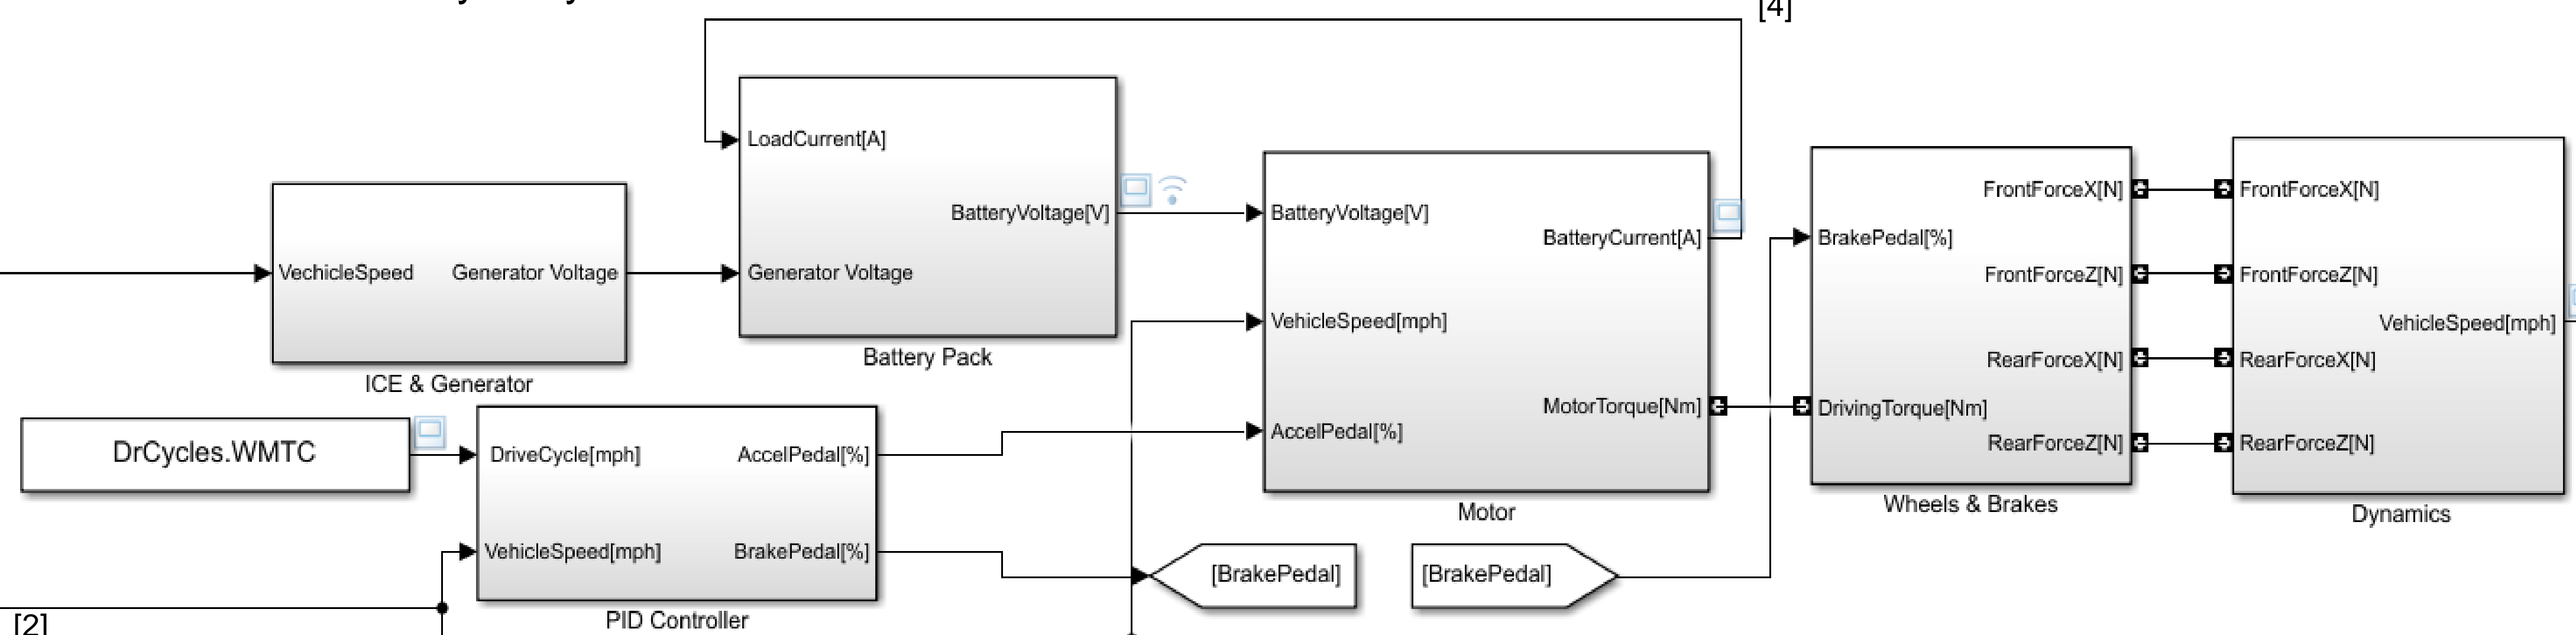 [4]
LoadCurrent[A]
BatteryVoltage[V]
Generator Voltage
Battery Pack
VechicleSpeed
Generator Voltage
ICE & Generator
DrCycles.WMTC
DriveCycle[mph]
AccelPedal[%]
VehicleSpeed[mph]
BrakePedal[%]
PID Controller
BatteryVoltage[V]
BatteryCurrent[A]
VehicleSpeed[mph]
MotorTorque[Nm]
AccelPedal[%]
Motor
[BrakePedal]
[BrakePedal]
FrontForceX[N]
BrakePedal[%]
FrontForceZ[N]
RearForceX[N]
DrivingTorque[Nm]
RearForceZ[N]
Wheels & Brakes
FrontForceX[N]
FrontForceZ[N]
VehicleSpeed[mph]
RearForceX[N]
RearForceZ[N]
Dynamics
[2]